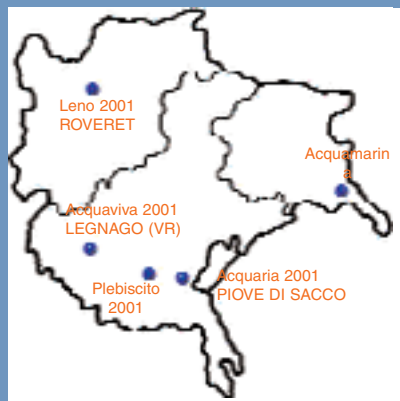 Leno 2001
ROVERET
Acquamarin
a
Acquaviva 2001
LEGNAGO (VR)
Plebiscito
2001
Acquaria 2001
PIOVE DI SACCO